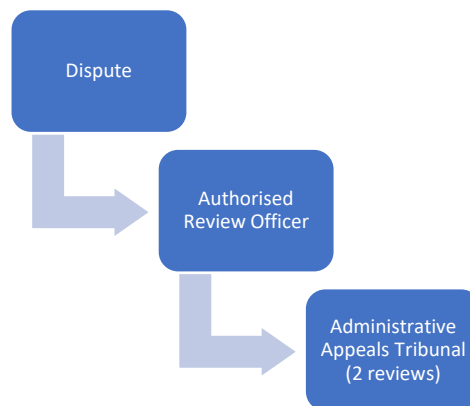 Dispute
Authorised
Review Officer
Administrative
Appeals Tribunal
(2 reviews)